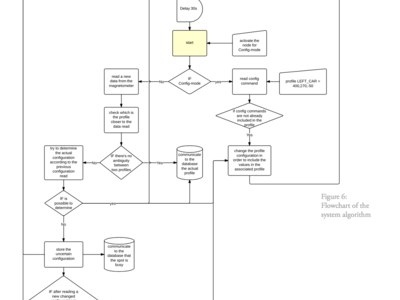 Delay 30s
start
activate the
node for
Config-mode
IF
Config-mode
No
yes
read a new
data from the
magnetometer
read config
command
profile LEFT_CAR =
400,270,-50
check which is
the profile
closer to the
data read
If config commands
are not already
included in the
profile
Yes
try to determine
the actual
configuration
according to the
previous
configuration
read
No
IF there's no
ambiguity
between
two profiles
Yes
communicate
to the
database
the actual
profile
change the profile
configuration in
order to include the
values in the
associated profile
IF is
possible to
determine
yes
No
Figure 6:
Flowchart of the
system algorithm
store the
uncertain
configuration
communicate
to the
database that
the spot is
busy
IF after reading a
new changed